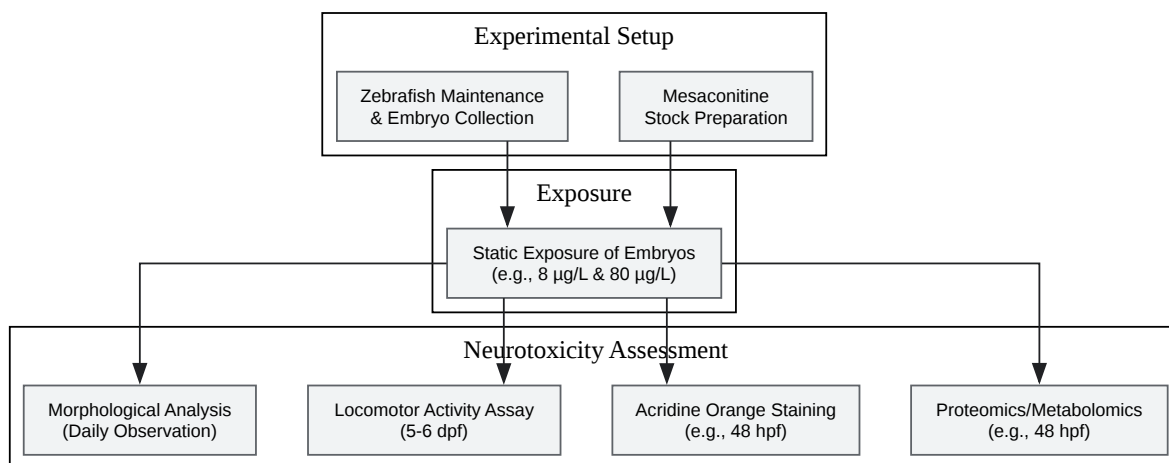 Experimental Setup
Zebrafish Maintenance
& Embryo Collection
Mesaconitine
Stock Preparation
Exposure
Static Exposure of Embryos
(e.g., 8 µg/L & 80 µg/L)
Neurotoxicity Assessment
Morphological Analysis
(Daily Observation)
Locomotor Activity Assay
(5-6 dpf)
Acridine Orange Staining
(e.g., 48 hpf)
Proteomics/Metabolomics
(e.g., 48 hpf)